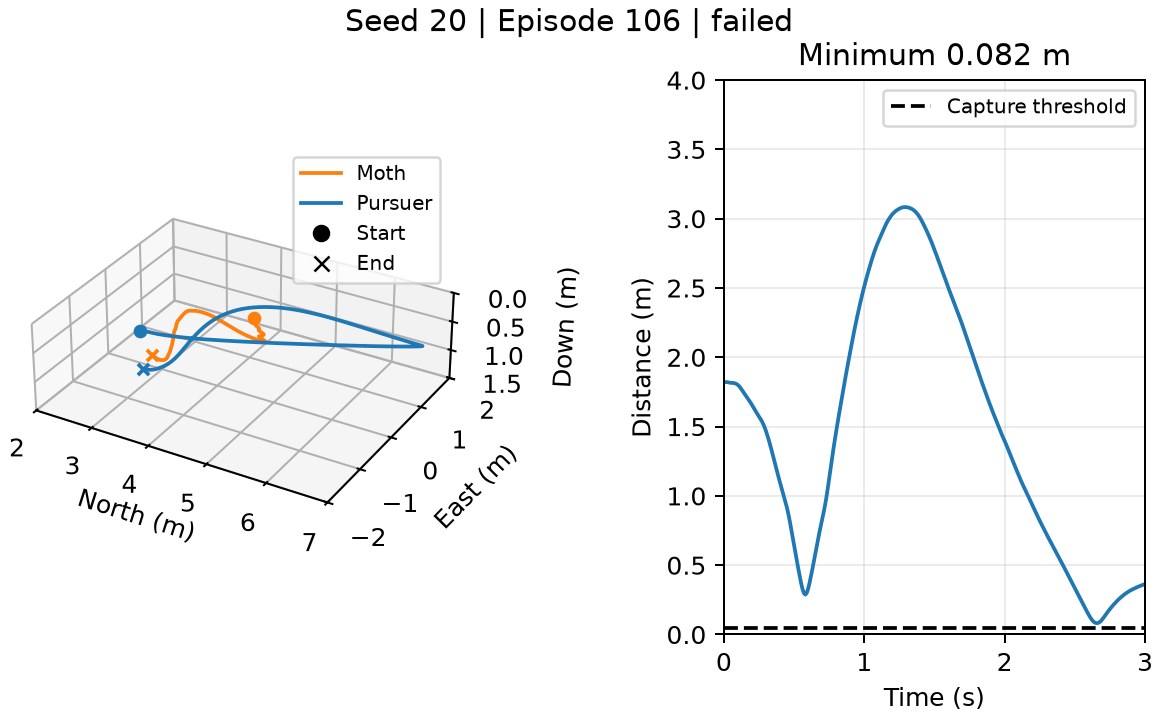 Seed 20 | Episode 106 | failed
Moth
Pursuer
Start
End
0.0
0.5
1.0
1.5
Down (m)
2
1
0
−1
−2
East (m)
2
3
4
5
6
7
North (m)
Minimum 0.082 m
Capture threshold
4.0
3.5
3.0
2.5
2.0
1.5
1.0
0.5
0.0
Distance (m)
0
1
2
3
Time (s)